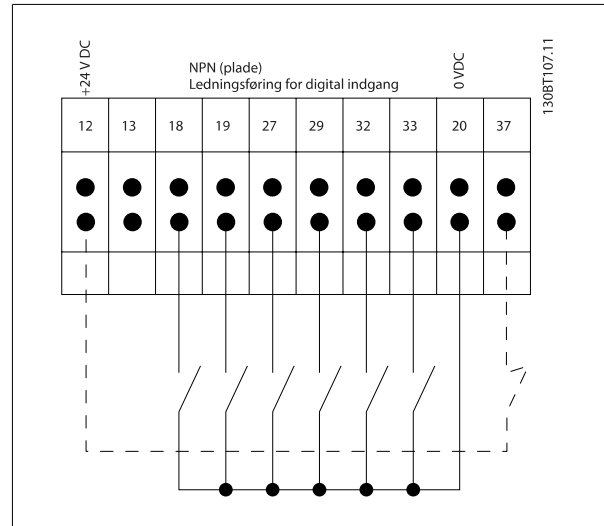 +24 V DC
NPN (plade)
Ledningsføring for digital indgang
0 VDC
130BT107.11
12 13 18 19 27 29 32 33 20 37